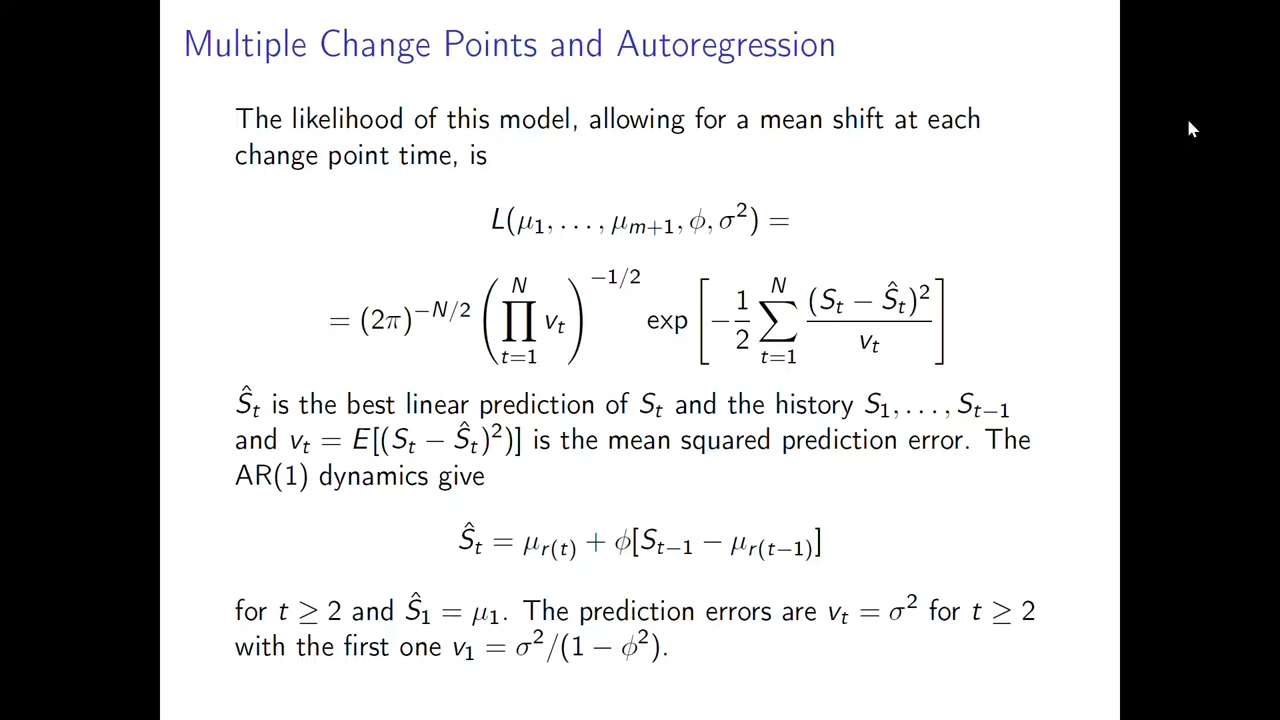 Multiple Change Points and Autoregression
The likelihood of this model, allowing for a mean shift at each
change point time, is
L(μ₁, . . . , μₘ₊₁, ϕ, σ²) =
= (2π)^{−N/2} (∏_{t=1}^{N} v_t)^{−1/2} exp [−1/2 ∑_{t=1}^{N} (S_t − Ŝ_t)²/v_t]
Ŝ_t is the best linear prediction of S_t and the history S₁, . . . , S_{t−1}
and v_t = E[(S_t − Ŝ_t)²)] is the mean squared prediction error. The
AR(1) dynamics give
Ŝ_t = μ_{r(t)} + ϕ[S_{t−1} − μ_{r(t−1)}]
for t ≥ 2 and Ŝ₁ = μ₁. The prediction errors are v_t = σ² for t ≥ 2
with the first one v₁ = σ²/(1 − ϕ²).